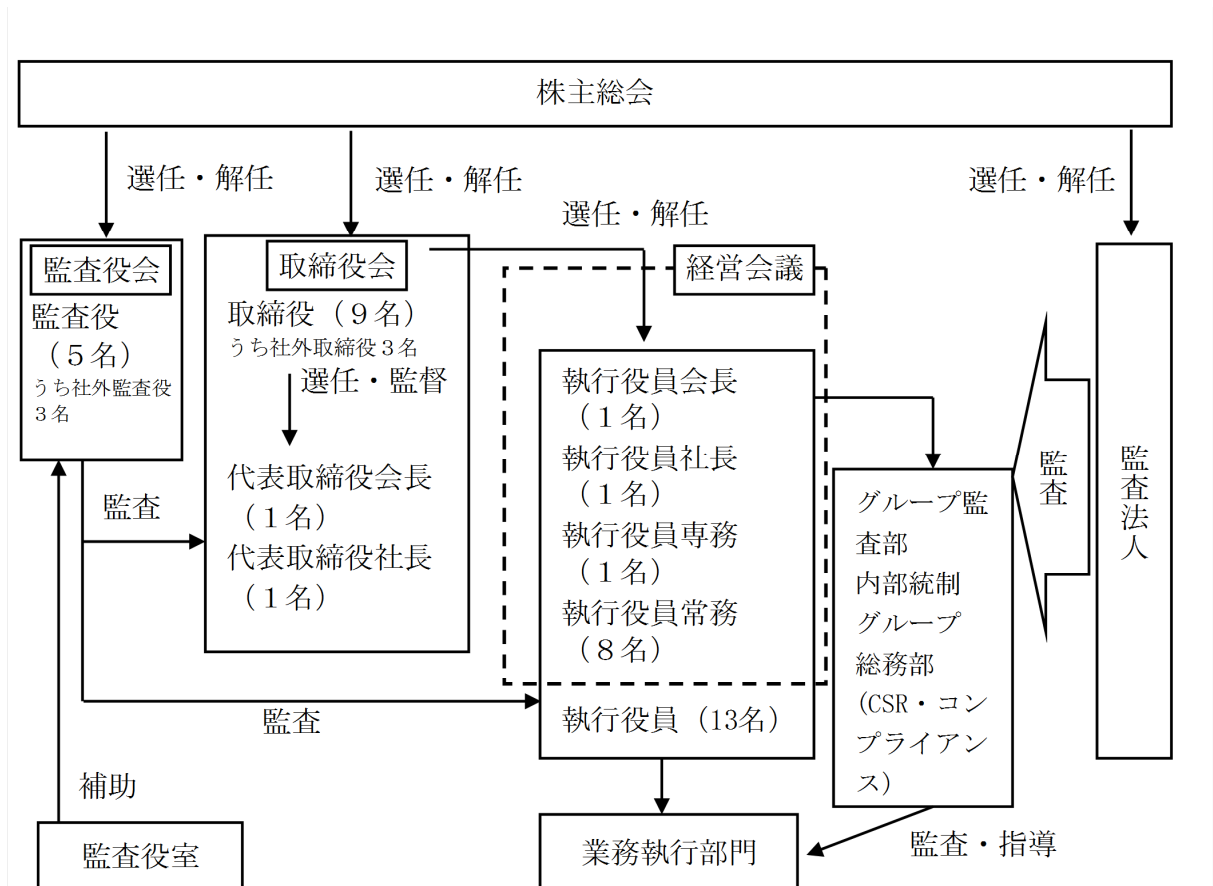 株主総会
選任・解任
選任・解任
選任・解任
選任・解任
監査役会
監査役
（５名）
うち社外監査役
３名
取締役会
取締役（９名）
うち社外取締役３名
選任・監督
代表取締役会長
（１名）
代表取締役社長
（１名）
経営会議
執行役員会長
（１名）
執行役員社長
（１名）
執行役員専務
（１名）
執行役員常務
（８名）
執行役員（13名）
グループ監
査部
内部統制
グループ
総務部
(CSR・コン
プライアン
ス)
監査
監査法人
監査
監査
補助
監査役室
業務執行部門
監査・指導